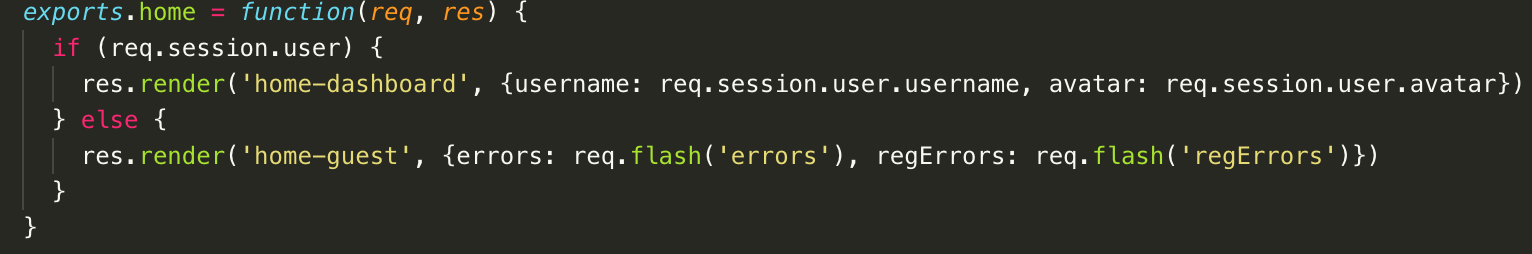 exports.home = function(req, res) {
  if (req.session.user) {
    res.render('home-dashboard', {username: req.session.user.username, avatar: req.session.user.avatar})
  } else {
    res.render('home-guest', {errors: req.flash('errors'), regErrors: req.flash('regErrors')})
  }
}